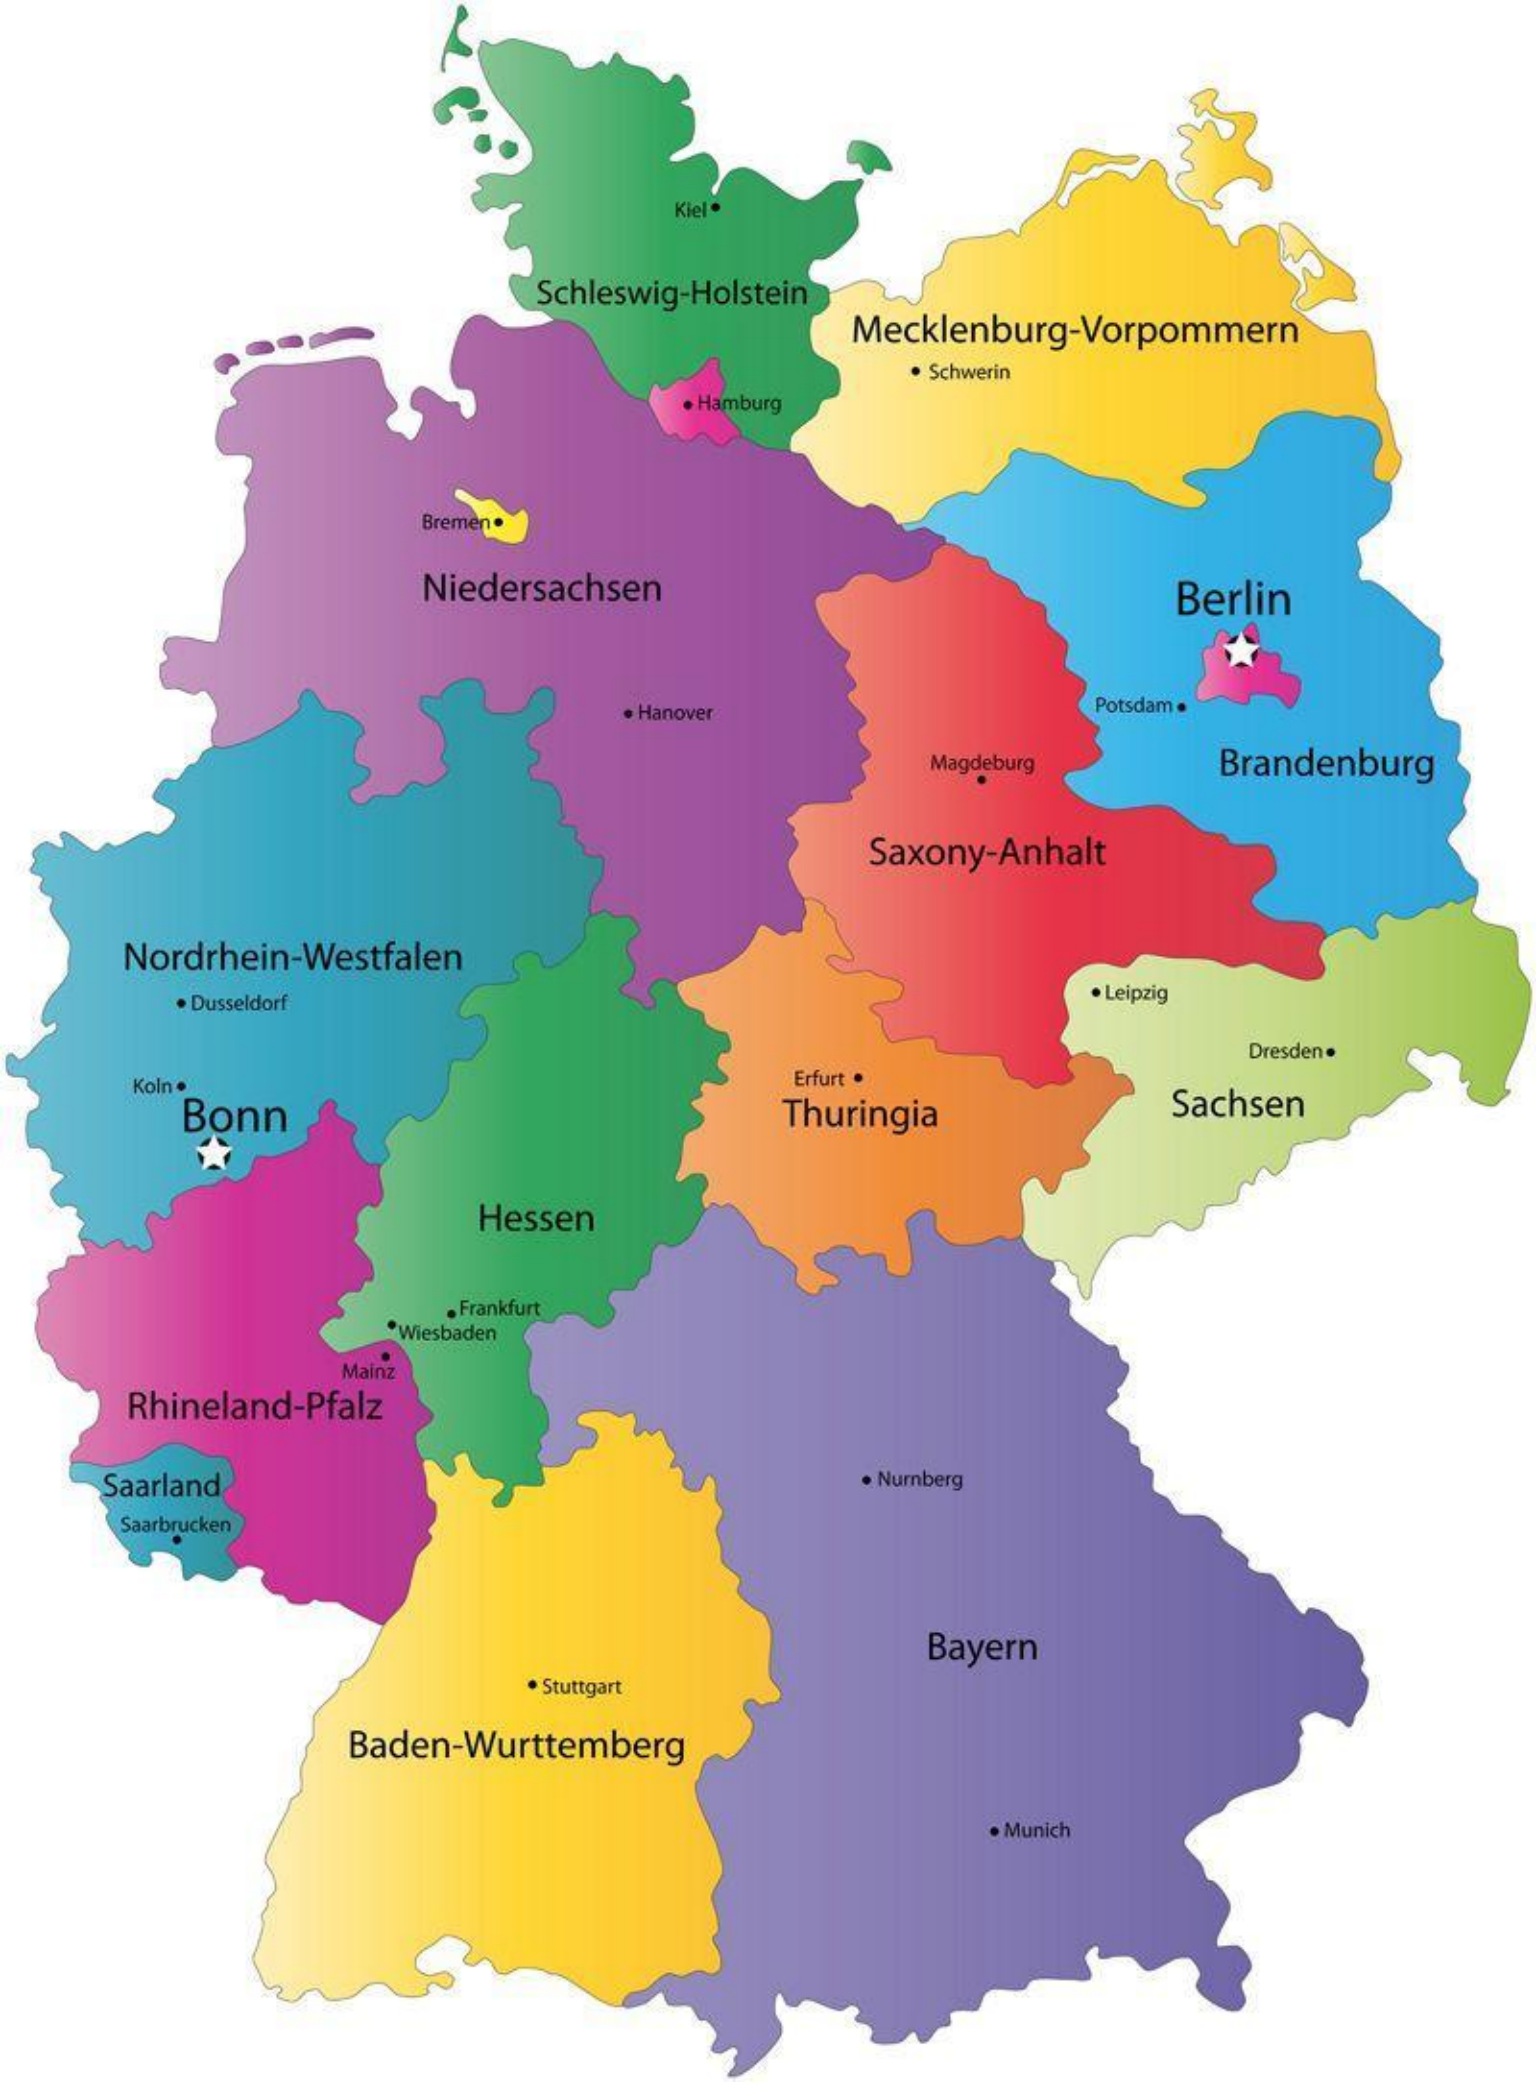 Kiel
Schleswig-Holstein
Mecklenburg-Vorpommern
Schwerin
Hamburg
Bremen
Niedersachsen
Berlin
Potsdam
Hanover
Brandenburg
Magdeburg
Saxony-Anhalt
Nordrhein-Westfalen
Dusseldorf
Leipzig
Dresden
Koln
Erfurt
Sachsen
Bonn
Thuringia
Hessen
Frankfurt
Wiesbaden
Mainz
Rhineland-Pfalz
Saarland
Nurnberg
Saarbrucken
Bayern
Stuttgart
Baden-Wurttemberg
Munich